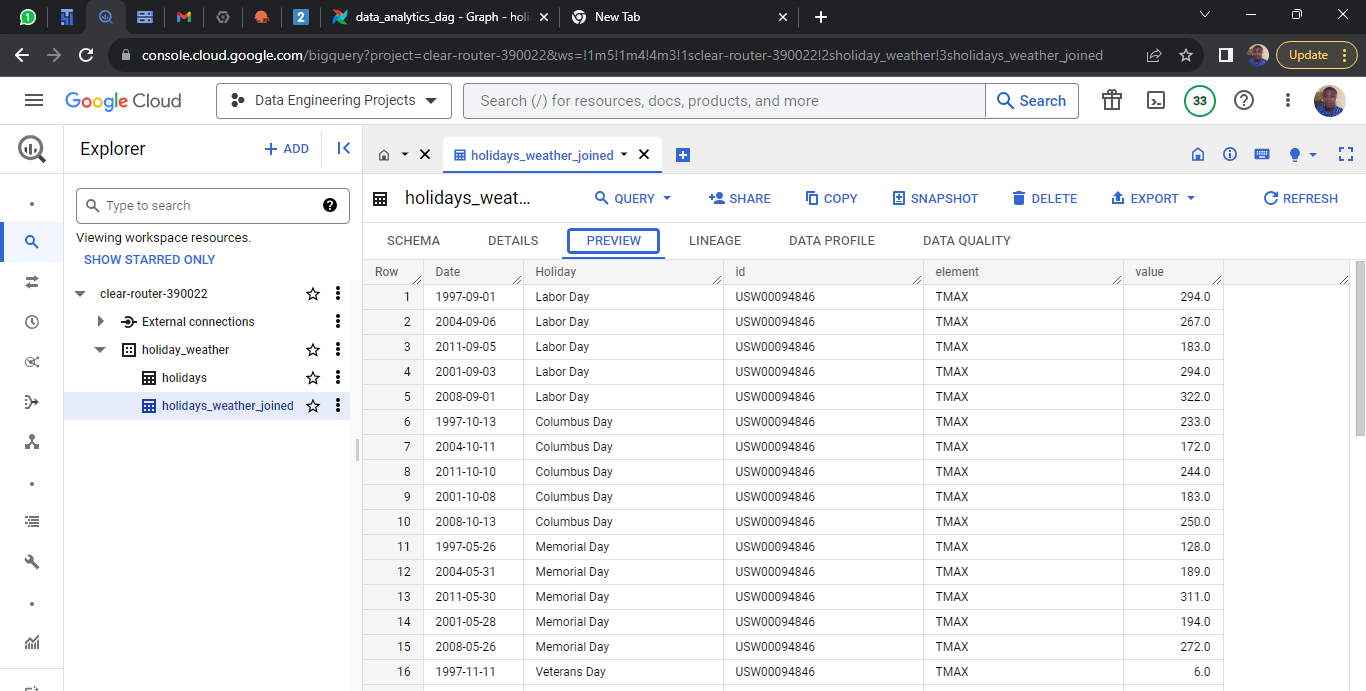 1
2
data_analytics_dag - Graph - holi
New Tab
console.cloud.google.com/bigquery?project=clear-router-390022&ws=!1m5!1m4!4m3!1sclear-router-390022!2sholiday_weather!3sholidays_weather_joined
Update
Google Cloud
Data Engineering Projects
Search (/) for resources, docs, products, and more
Search
33
Explorer
+ ADD
holidays_weather_joined
Type to search
Viewing workspace resources.
SHOW STARRED ONLY
clear-router-390022
External connections
holiday_weather
holidays
holidays_weather_joined
holidays_weat...
QUERY
SHARE
COPY
SNAPSHOT
DELETE
EXPORT
REFRESH
SCHEMA DETAILS PREVIEW LINEAGE DATA PROFILE DATA QUALITY
Row Date Holiday id element value
1 1997-09-01 Labor Day USW00094846 TMAX 294.0
2 2004-09-06 Labor Day USW00094846 TMAX 267.0
3 2011-09-05 Labor Day USW00094846 TMAX 183.0
4 2001-09-03 Labor Day USW00094846 TMAX 294.0
5 2008-09-01 Labor Day USW00094846 TMAX 322.0
6 1997-10-13 Columbus Day USW00094846 TMAX 233.0
7 2004-10-11 Columbus Day USW00094846 TMAX 172.0
8 2011-10-10 Columbus Day USW00094846 TMAX 244.0
9 2001-10-08 Columbus Day USW00094846 TMAX 183.0
10 2008-10-13 Columbus Day USW00094846 TMAX 250.0
11 1997-05-26 Memorial Day USW00094846 TMAX 128.0
12 2004-05-31 Memorial Day USW00094846 TMAX 189.0
13 2011-05-30 Memorial Day USW00094846 TMAX 311.0
14 2001-05-28 Memorial Day USW00094846 TMAX 194.0
15 2008-05-26 Memorial Day USW00094846 TMAX 272.0
16 1997-11-11 Veterans Day USW00094846 TMAX 6.0